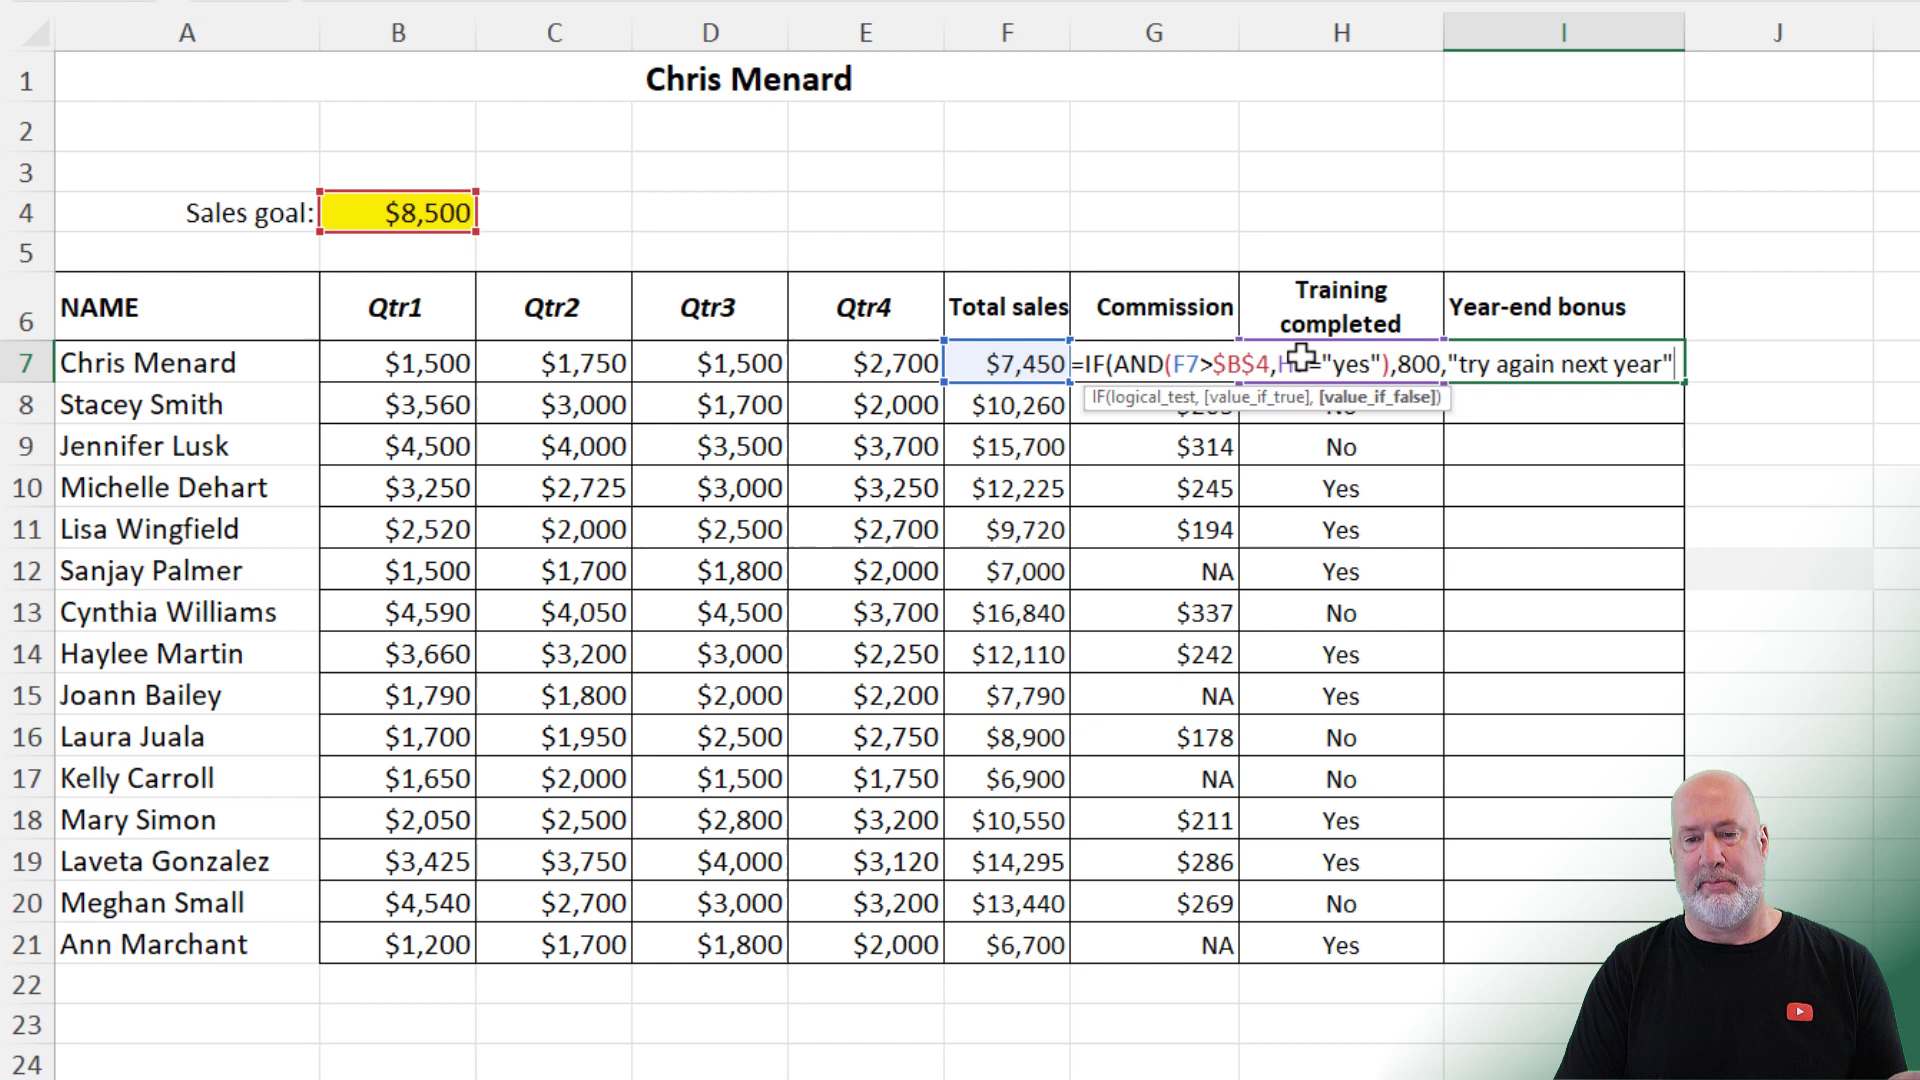 A B C D E F G H I J
1 Chris Menard
2
3
4 Sales goal: $8,500
5
6 NAME Qtr1 Qtr2 Qtr3 Qtr4 Total sales Commission Training completed Year-end bonus
7 Chris Menard $1,500 $1,750 $1,500 $2,700 $7,450 =IF(AND(F7>$B$4,H ="yes"),800,"try again next year"
IF(logical_test, [value_if_true], [value_if_false])
8 Stacey Smith $3,560 $3,000 $1,700 $2,000 $10,260
9 Jennifer Lusk $4,500 $4,000 $3,500 $3,700 $15,700 $314 No
10 Michelle Dehart $3,250 $2,725 $3,000 $3,250 $12,225 $245 Yes
11 Lisa Wingfield $2,520 $2,000 $2,500 $2,700 $9,720 $194 Yes
12 Sanjay Palmer $1,500 $1,700 $1,800 $2,000 $7,000 NA Yes
13 Cynthia Williams $4,590 $4,050 $4,500 $3,700 $16,840 $337 No
14 Haylee Martin $3,660 $3,200 $3,000 $2,250 $12,110 $242 Yes
15 Joann Bailey $1,790 $1,800 $2,000 $2,200 $7,790 NA Yes
16 Laura Juala $1,700 $1,950 $2,500 $2,750 $8,900 $178 No
17 Kelly Carroll $1,650 $2,000 $1,500 $1,750 $6,900 NA No
18 Mary Simon $2,050 $2,500 $2,800 $3,200 $10,550 $211 Yes
19 Laveta Gonzalez $3,425 $3,750 $4,000 $3,120 $14,295 $286 Yes
20 Meghan Small $4,540 $2,700 $3,000 $3,200 $13,440 $269 No
21 Ann Marchant $1,200 $1,700 $1,800 $2,000 $6,700 NA Yes
22
23
24